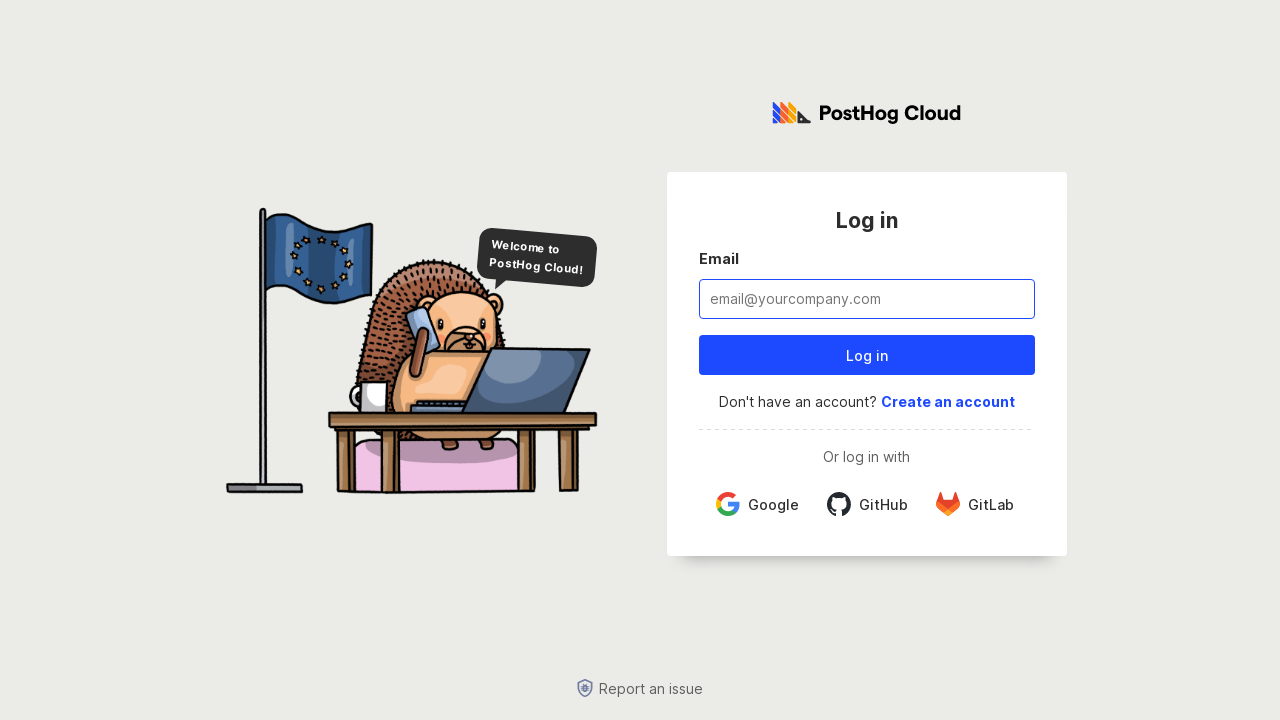 PostHog Cloud
Welcome to
PostHog Cloud!
Log in
Email
email@yourcompany.com
Log in
Don't have an account? Create an account
Or log in with
Google
GitHub
GitLab
Report an issue